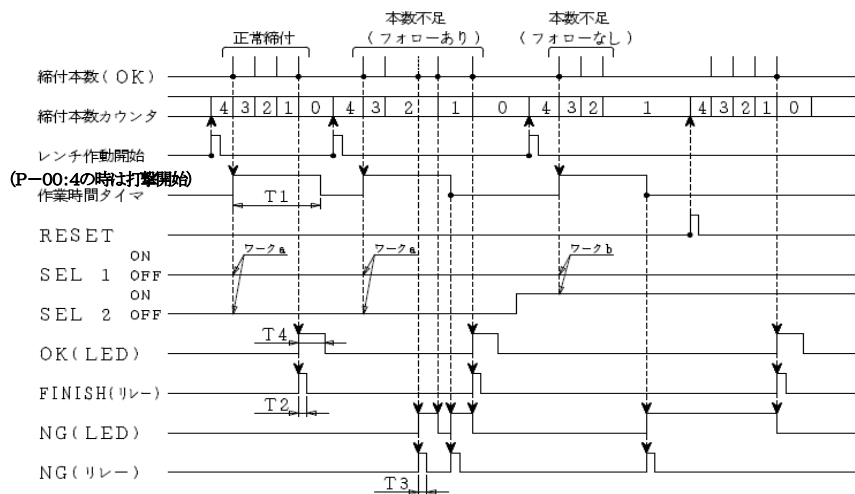 本数不足 本数不足
正常締付 (フォローあり) (フォローなし)
締付本数(OK)
締付本数カウンタ 4 3 2 1 0 4 3 2 1 0 4 3 2 1 4 3 2 1 0
レンチ作動開始
(P−00:4の時は打撃開始)
作業時間タイマ T1
RESET
ON ワークa ワークa ワークb
SEL 1 OFF
ON
SEL 2 OFF
T4
OK(LED)
FINISH(リレー)
T2
NG(LED)
NG(リレー)
T3